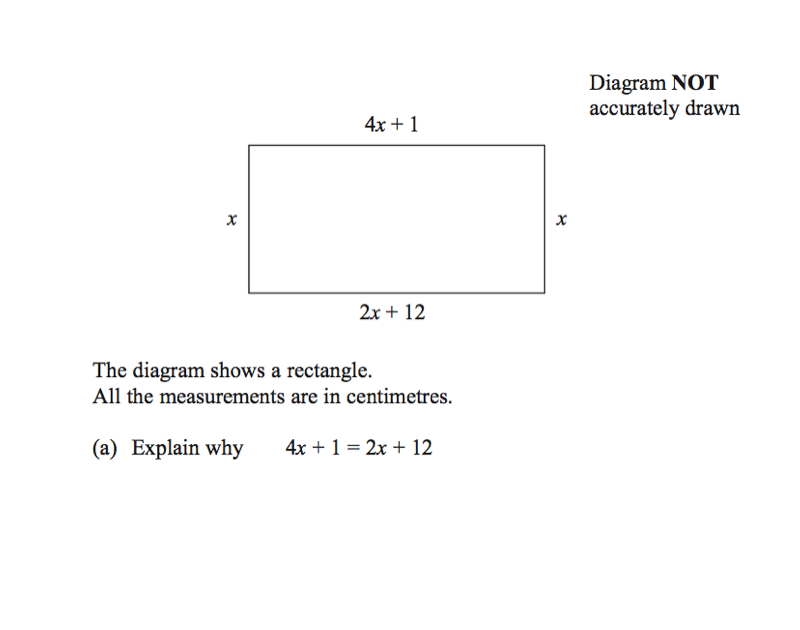 Diagram NOT
accurately drawn
4x + 1
x
x
2x + 12
The diagram shows a rectangle.
All the measurements are in centimetres.
(a) Explain why 4x + 1 = 2x + 12